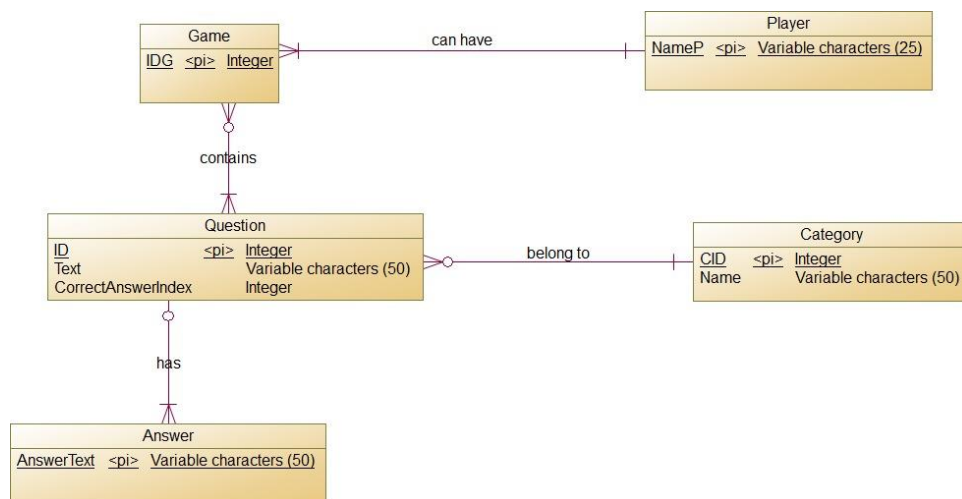 Game
IDG <pi> Integer
can have
Player
NameP <pi> Variable characters (25)
contains
Question
ID <pi> Integer
Text Variable characters (50)
CorrectAnswerIndex Integer
belong to
Category
CID <pi> Integer
Name Variable characters (50)
has
Answer
AnswerText <pi> Variable characters (50)